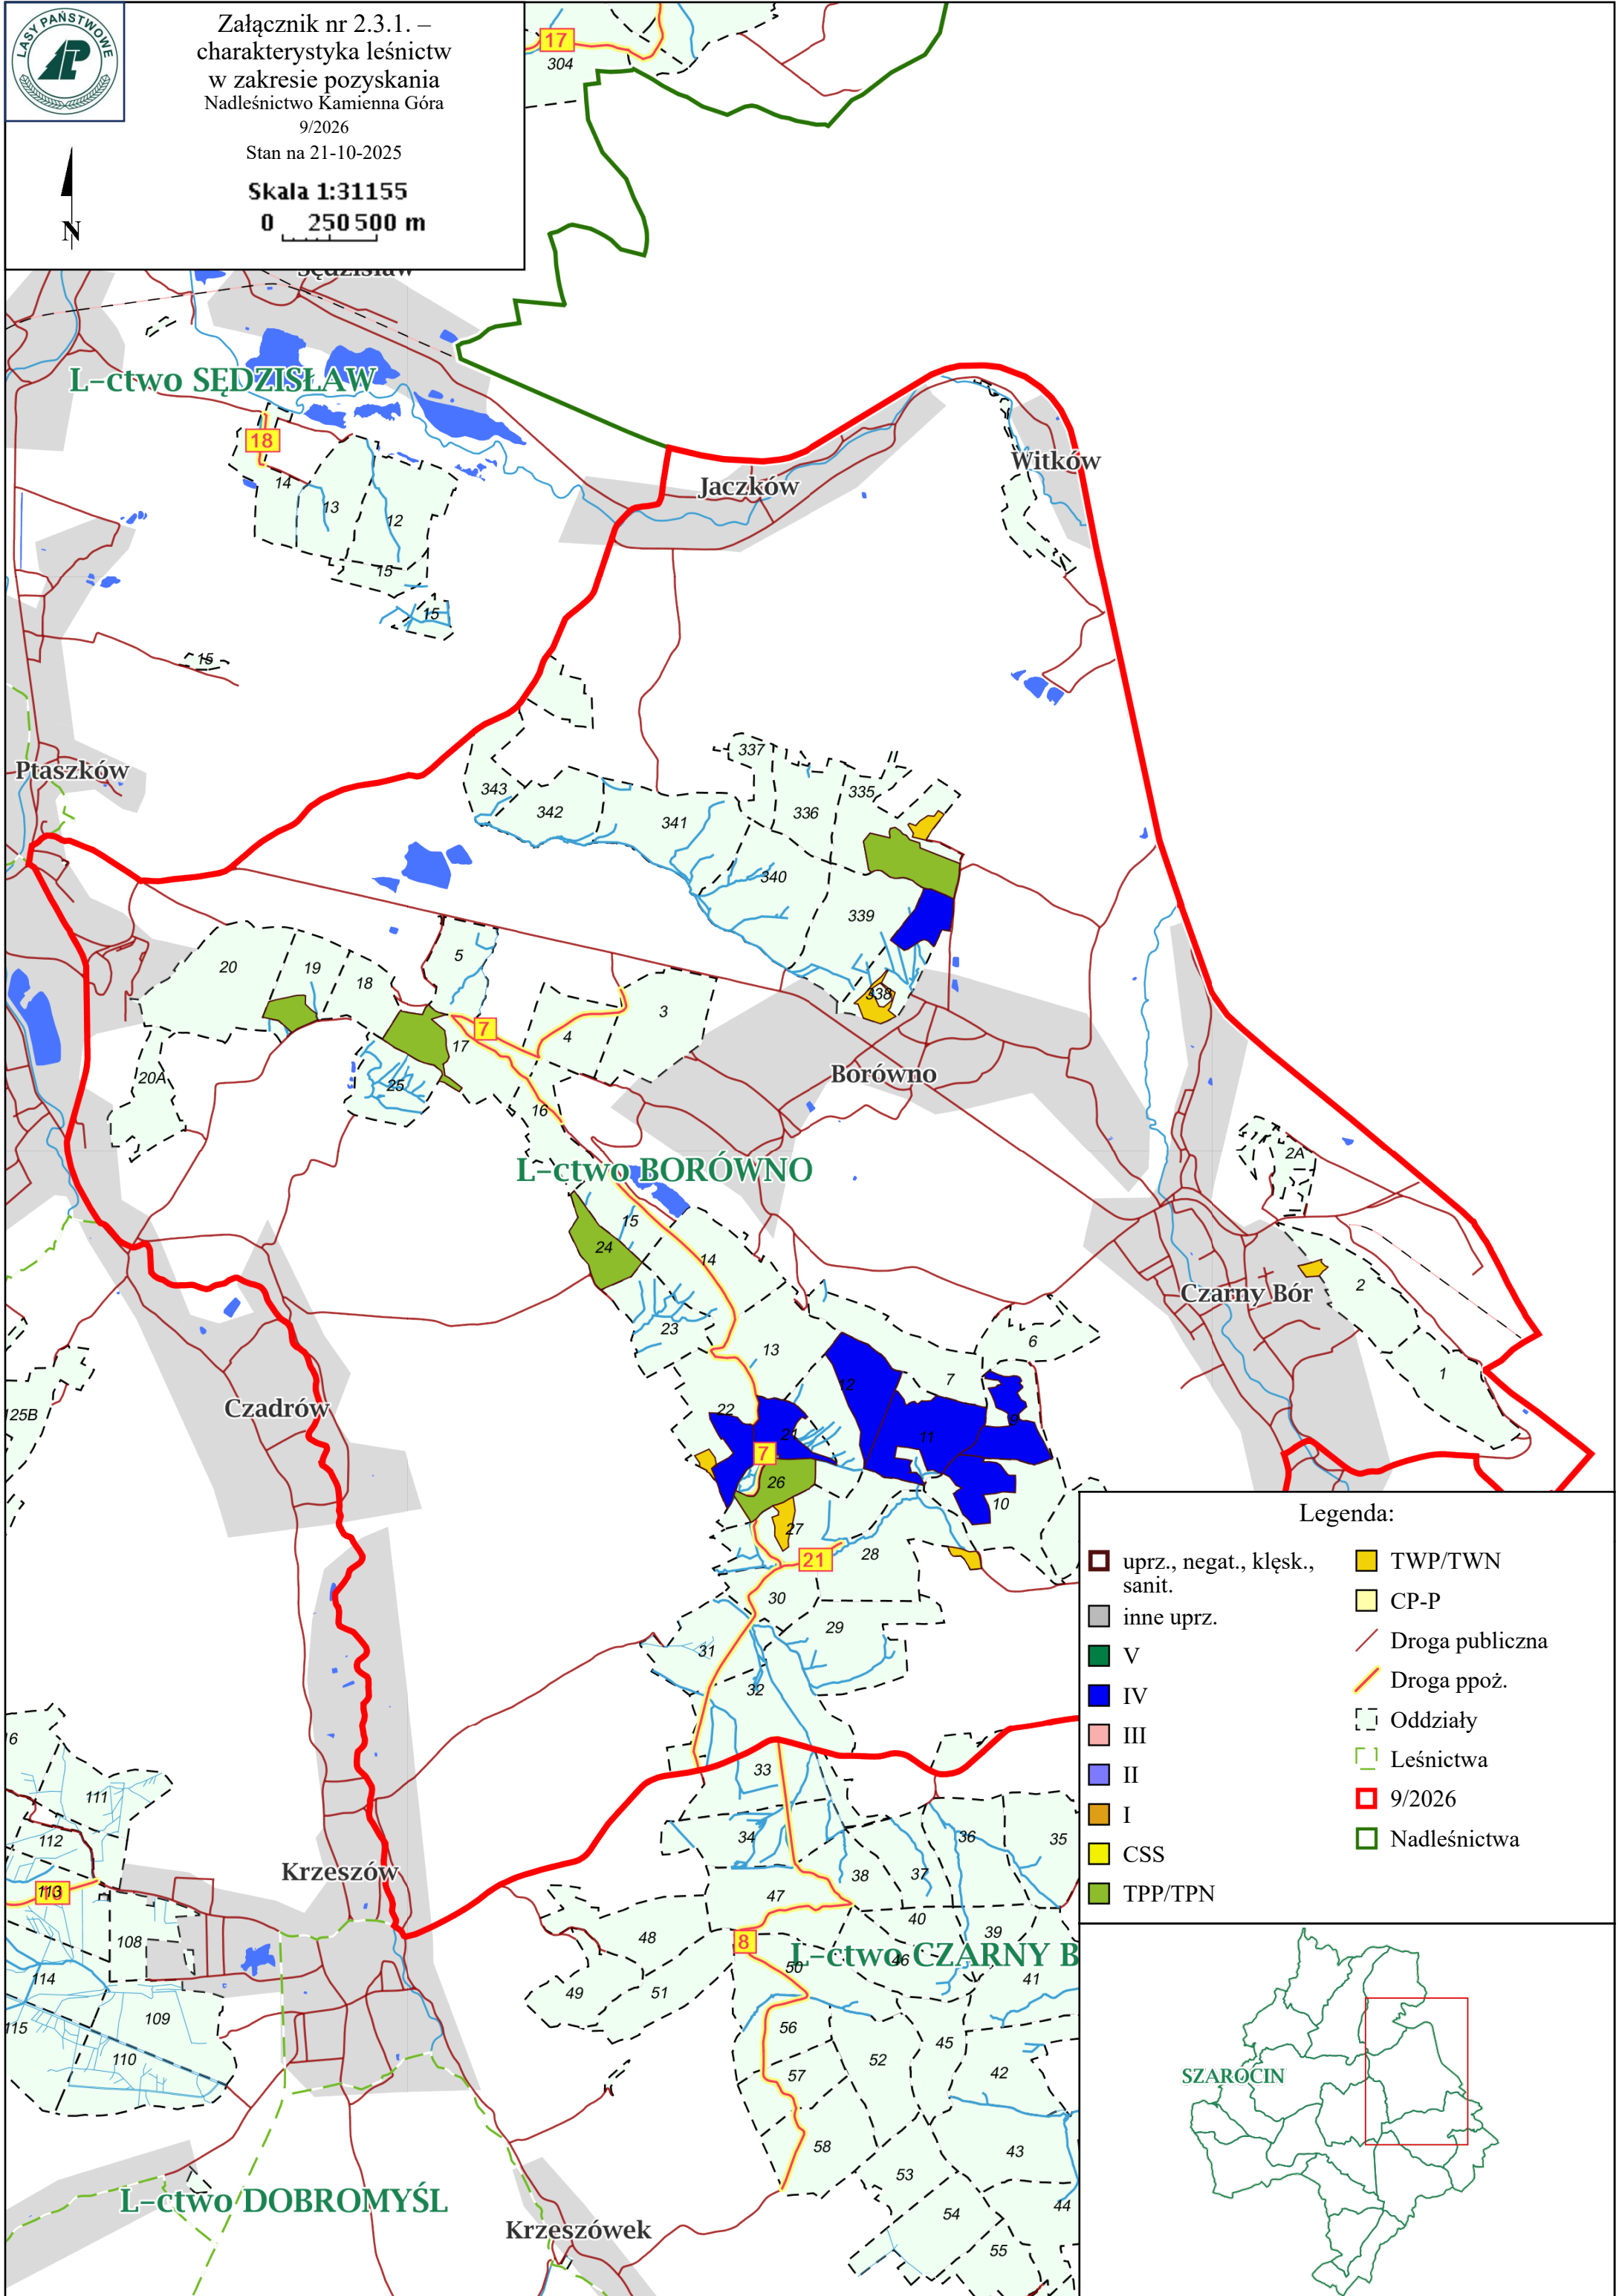 LASY PAŃSTWOWE
Załącznik nr 2.3.1. –
charakterystyka leśnictw
w zakresie pozyskania
Nadleśnictwo Kamienna Góra
9/2026
Stan na 21-10-2025
Skala 1:31155
0 250 500 m
N
17
304
Sędzisław
L-ctwo SĘDZISŁAW
18
14
13
12
15
15
15
Jaczków
Witków
Ptaszków
343
342
341
337
336
335
340
339
338
20
19
18
5
3
4
7
17
16
20A
25
Borówno
L-ctwo BORÓWNO
2A
15
24
14
23
13
Czarny Bór
2
1
6
7
12
22
21
11
9
7
26
10
27
21
28
30
29
31
32
Czadrów
125B
16
111
112
113
Krzeszów
33
34
35
36
37
38
47
40
39
48
8
L-ctwo CZARNY B
46
50
41
49
51
108
114
109
115
110
56
52
45
42
57
58
43
53
44
54
55
L-ctwo DOBROMYŚL
Krzeszówek
Legenda:
uprz., negat., klęsk.,
sanit.
inne uprz.
V
IV
III
II
I
CSS
TPP/TPN
TWP/TWN
CP-P
Droga publiczna
Droga ppoż.
Oddziały
Leśnictwa
9/2026
Nadleśnictwa
SZAROCIN